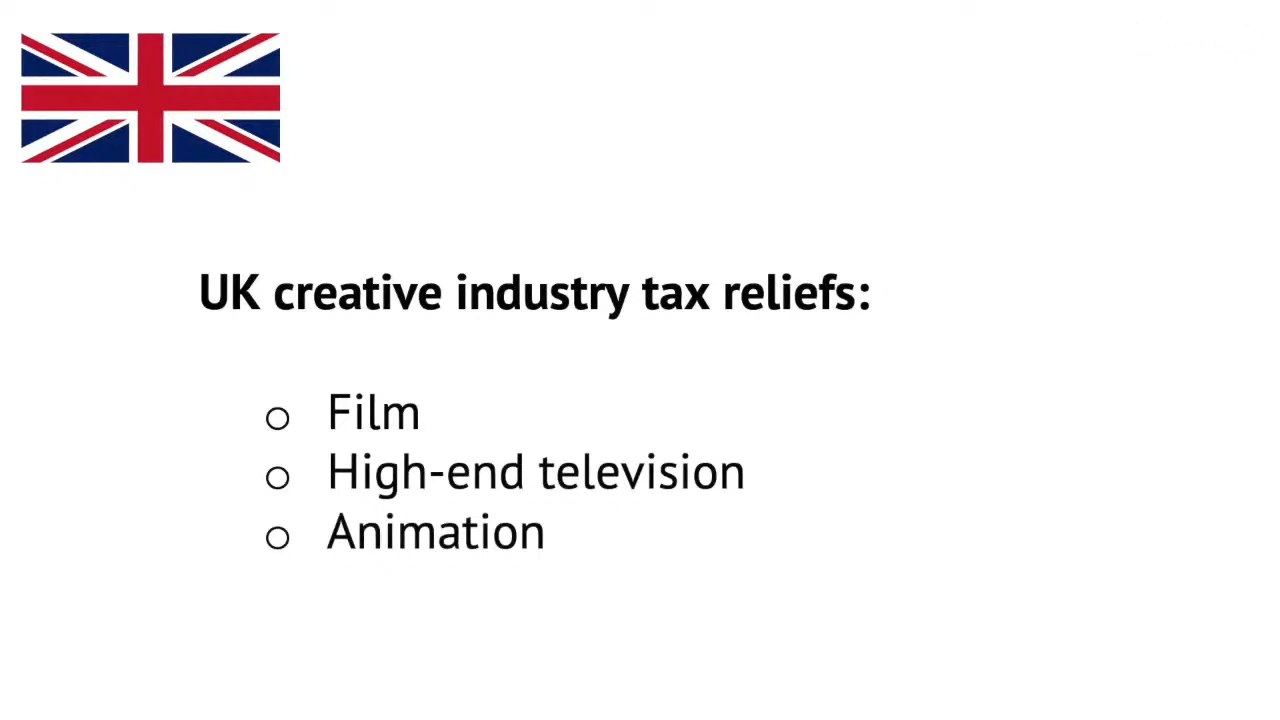 UK creative industry tax reliefs:
○ Film
○ High-end television
○ Animation